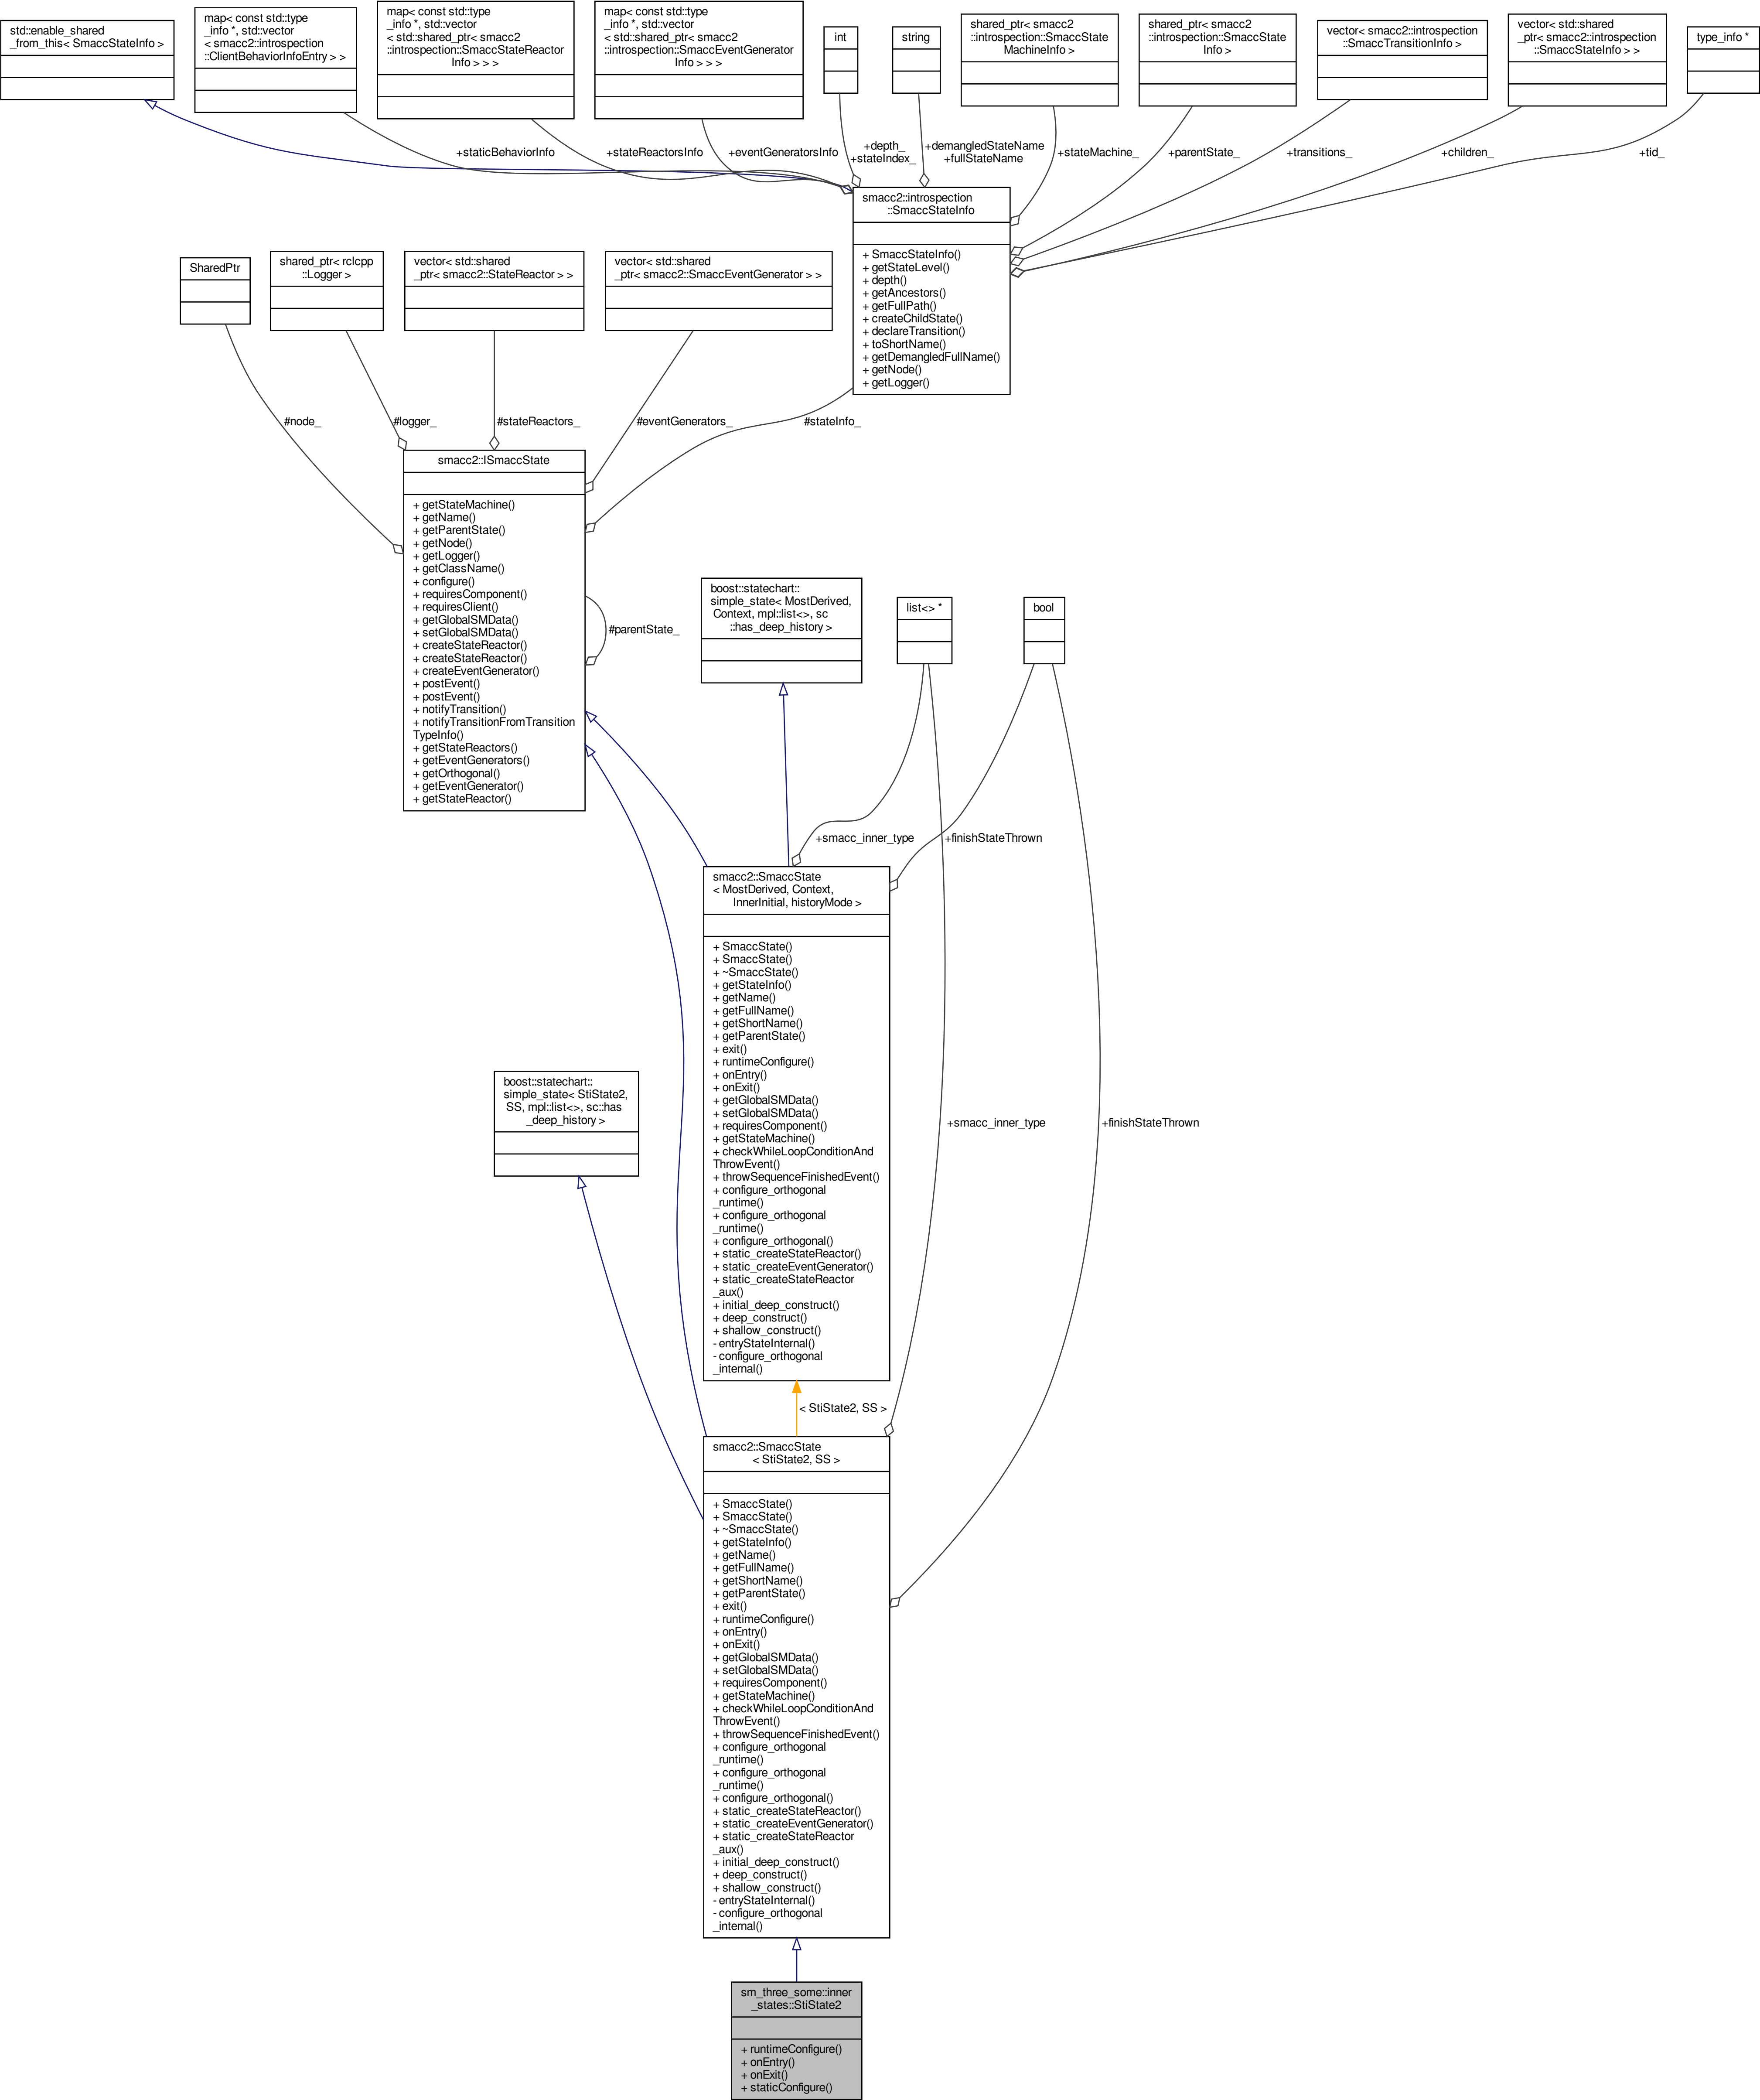 std::enable_shared
_from_this< SmaccStateInfo >
map< const std::type
_info *, std::vector
< smacc2::introspection
::ClientBehaviorInfoEntry > >
map< const std::type
_info *, std::vector
< std::shared_ptr< smacc2
::introspection::SmaccStateReactor
Info > > >
map< const std::type
_info *, std::vector
< std::shared_ptr< smacc2
::introspection::SmaccEventGenerator
Info > > >
int
string
shared_ptr< smacc2
::introspection::SmaccState
MachineInfo >
shared_ptr< smacc2
::introspection::SmaccState
Info >
vector< smacc2::introspection
::SmaccTransitionInfo >
vector< std::shared
_ptr< smacc2::introspection
::SmaccStateInfo > >
type_info *
+staticBehaviorInfo
+stateReactorsInfo
+eventGeneratorsInfo
+depth_
+stateIndex_
+demangledStateName
+fullStateName
+stateMachine_
+parentState_
+transitions_
+children_
+tid_
smacc2::introspection
::SmaccStateInfo
+ SmaccStateInfo()
+ getStateLevel()
+ depth()
+ getAncestors()
+ getFullPath()
+ createChildState()
+ declareTransition()
+ toShortName()
+ getDemangledFullName()
+ getNode()
+ getLogger()
SharedPtr
shared_ptr< rclcpp
::Logger >
vector< std::shared
_ptr< smacc2::StateReactor > >
vector< std::shared
_ptr< smacc2::SmaccEventGenerator > >
#node_
#logger_
#stateReactors_
#eventGenerators_
#stateInfo_
smacc2::ISmaccState
+ getStateMachine()
+ getName()
+ getParentState()
+ getNode()
+ getLogger()
+ getClassName()
+ configure()
+ requiresComponent()
+ requiresClient()
+ getGlobalSMData()
+ setGlobalSMData()
+ createStateReactor()
+ createStateReactor()
+ createEventGenerator()
+ postEvent()
+ postEvent()
+ notifyTransition()
+ notifyTransitionFromTransition
TypeInfo()
+ getStateReactors()
+ getEventGenerators()
+ getOrthogonal()
+ getEventGenerator()
+ getStateReactor()
#parentState_
boost::statechart::
simple_state< MostDerived,
Context, mpl::list<>, sc
::has_deep_history >
list<> *
bool
+smacc_inner_type
+finishStateThrown
smacc2::SmaccState
< MostDerived, Context,
InnerInitial, historyMode >
+ SmaccState()
+ SmaccState()
+ ~SmaccState()
+ getStateInfo()
+ getName()
+ getFullName()
+ getShortName()
+ getParentState()
+ exit()
+ runtimeConfigure()
+ onEntry()
+ onExit()
+ getGlobalSMData()
+ setGlobalSMData()
+ requiresComponent()
+ getStateMachine()
+ checkWhileLoopConditionAnd
ThrowEvent()
+ throwSequenceFinishedEvent()
+ configure_orthogonal
_runtime()
+ configure_orthogonal
_runtime()
+ configure_orthogonal()
+ static_createStateReactor()
+ static_createEventGenerator()
+ static_createStateReactor
_aux()
+ initial_deep_construct()
+ deep_construct()
+ shallow_construct()
- entryStateInternal()
- configure_orthogonal
_internal()
boost::statechart::
simple_state< StiState2,
SS, mpl::list<>, sc::has
_deep_history >
+smacc_inner_type
+finishStateThrown
< StiState2, SS >
smacc2::SmaccState
< StiState2, SS >
+ SmaccState()
+ SmaccState()
+ ~SmaccState()
+ getStateInfo()
+ getName()
+ getFullName()
+ getShortName()
+ getParentState()
+ exit()
+ runtimeConfigure()
+ onEntry()
+ onExit()
+ getGlobalSMData()
+ setGlobalSMData()
+ requiresComponent()
+ getStateMachine()
+ checkWhileLoopConditionAnd
ThrowEvent()
+ throwSequenceFinishedEvent()
+ configure_orthogonal
_runtime()
+ configure_orthogonal
_runtime()
+ configure_orthogonal()
+ static_createStateReactor()
+ static_createEventGenerator()
+ static_createStateReactor
_aux()
+ initial_deep_construct()
+ deep_construct()
+ shallow_construct()
- entryStateInternal()
- configure_orthogonal
_internal()
sm_three_some::inner
_states::StiState2
+ runtimeConfigure()
+ onEntry()
+ onExit()
+ staticConfigure()